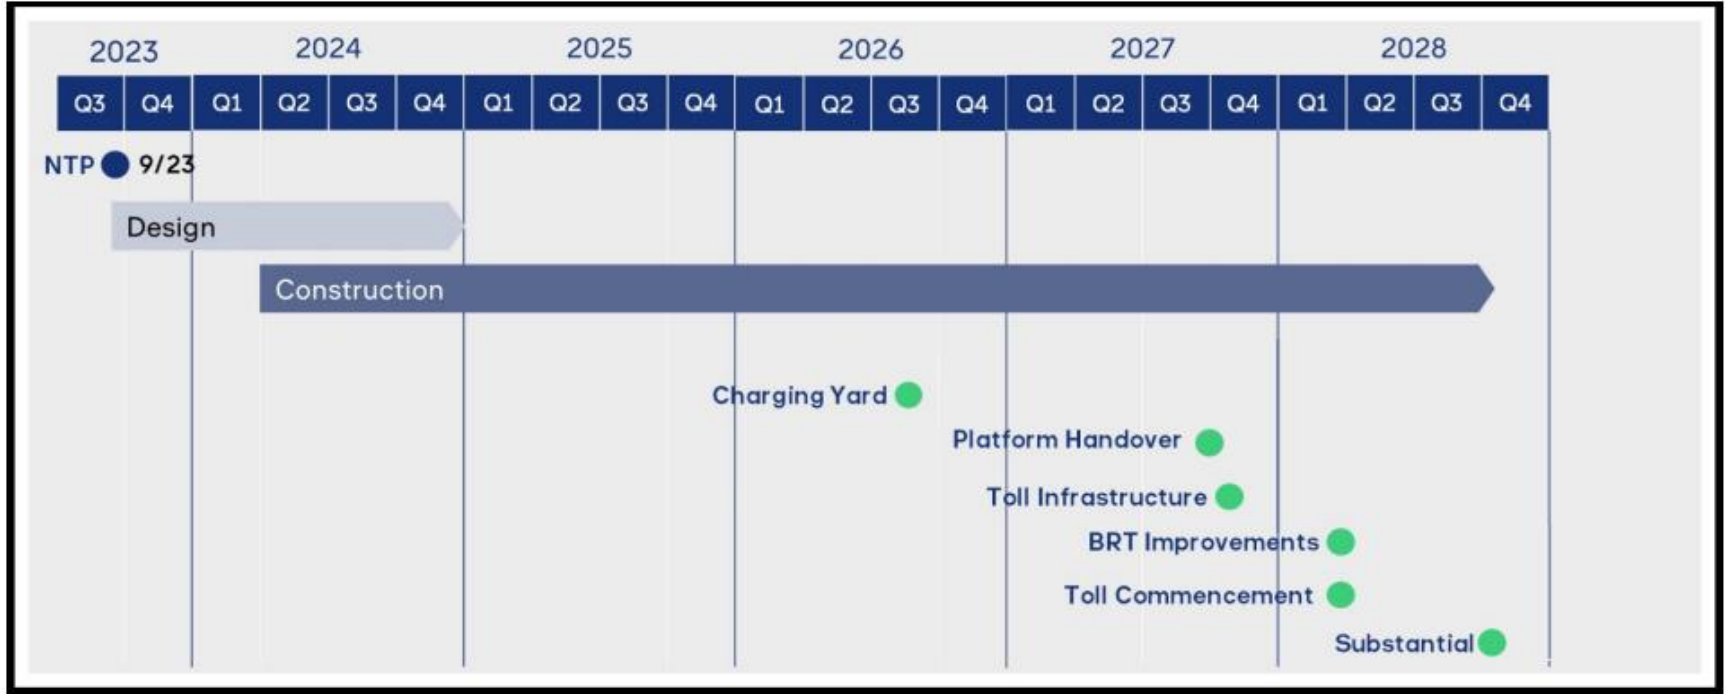 2023 2024 2025 2026 2027 2028
Q3 Q4 Q1 Q2 Q3 Q4 Q1 Q2 Q3 Q4 Q1 Q2 Q3 Q4 Q1 Q2 Q3 Q4 Q1 Q2 Q3 Q4
NTP 9/23
Design
Construction
Charging Yard
Platform Handover
Toll Infrastructure
BRT Improvements
Toll Commencement
Substantial